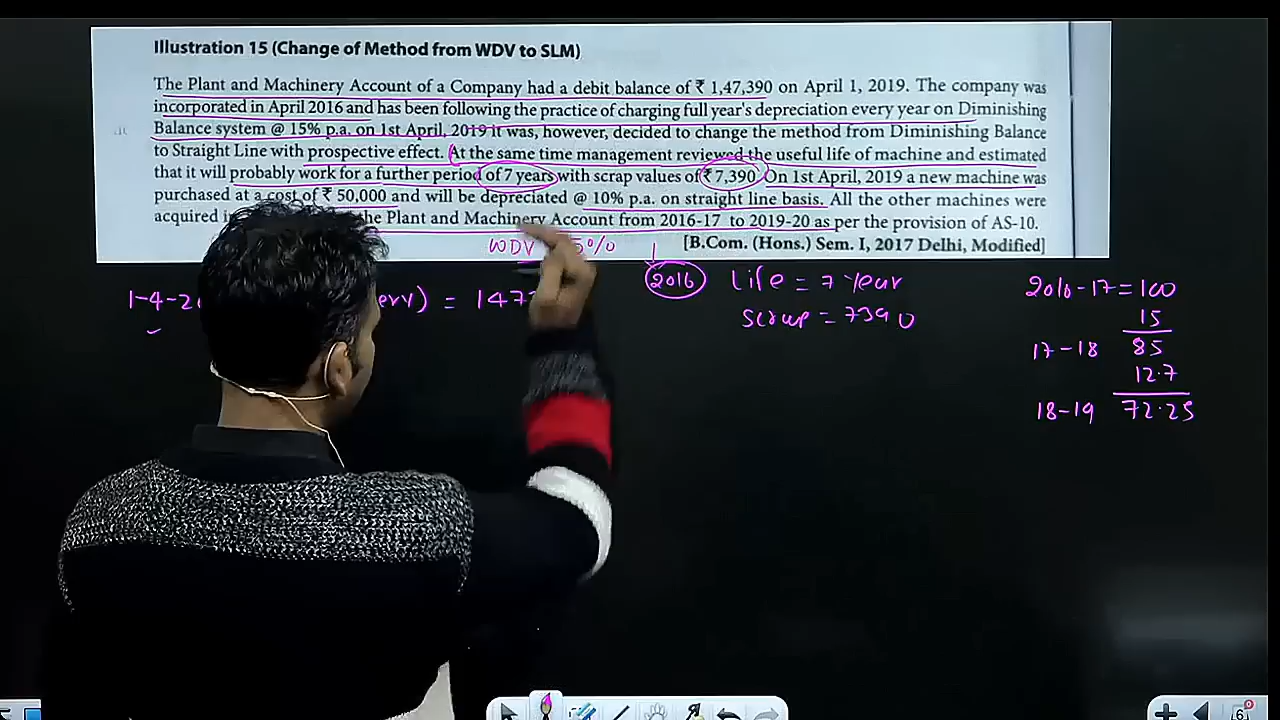 Illustration 15 (Change of Method from WDV to SLM)
The Plant and Machinery Account of a Company had a debit balance of ₹ 1,47,390 on April 1, 2019. The company was
incorporated in April 2016 and has been following the practice of charging full year's depreciation every year on Diminishing
Balance system @ 15% p.a. on 1st April, 2019 it was, however, decided to change the method from Diminishing Balance
to Straight Line with prospective effect. At the same time management reviewed the useful life of machine and estimated
that it will probably work for a further period of 7 years with scrap values of ₹ 7,390. On 1st April, 2019 a new machine was
purchased at a cost of ₹ 50,000 and will be depreciated @ 10% p.a. on straight line basis. All the other machines were
acquired the Plant and Machinery Account from 2016-17 to 2019-20 as per the provision of AS-10.
[B.Com. (Hons.) Sem. I, 2017 Delhi, Modified]
WDV 5%
1-4-20 ery) = 147
2016
Life = 7 year
Scrap = 7390
2016-17 = 100
15
17-18 85
12.7
18-19 72.25